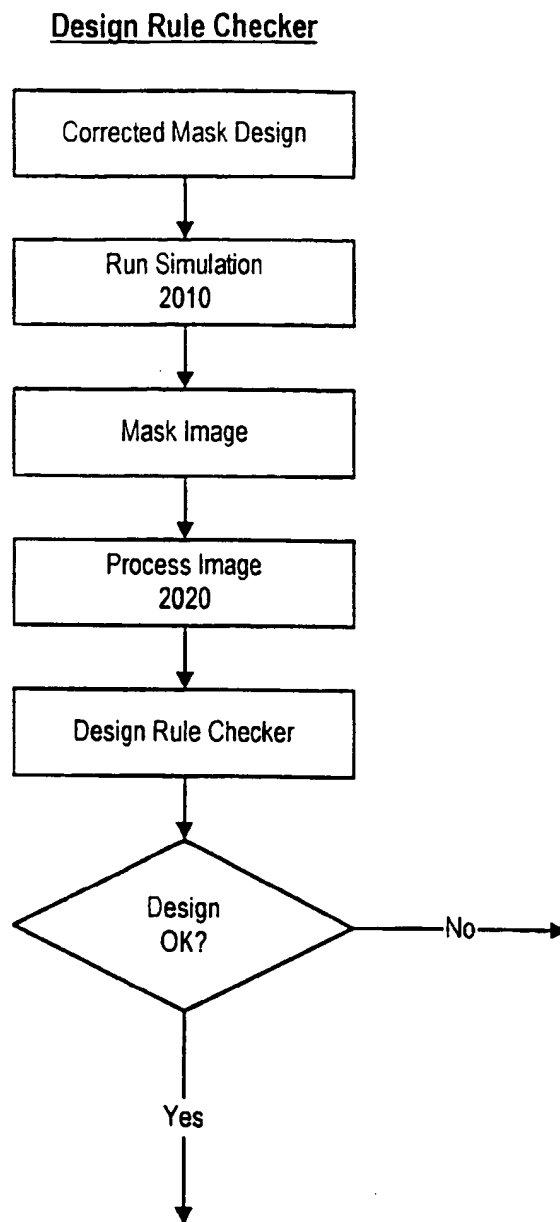 Design Rule Checker
Corrected Mask Design
Run Simulation
2010
Mask Image
Process Image
2020
Design Rule Checker
Design
OK?
No
Yes